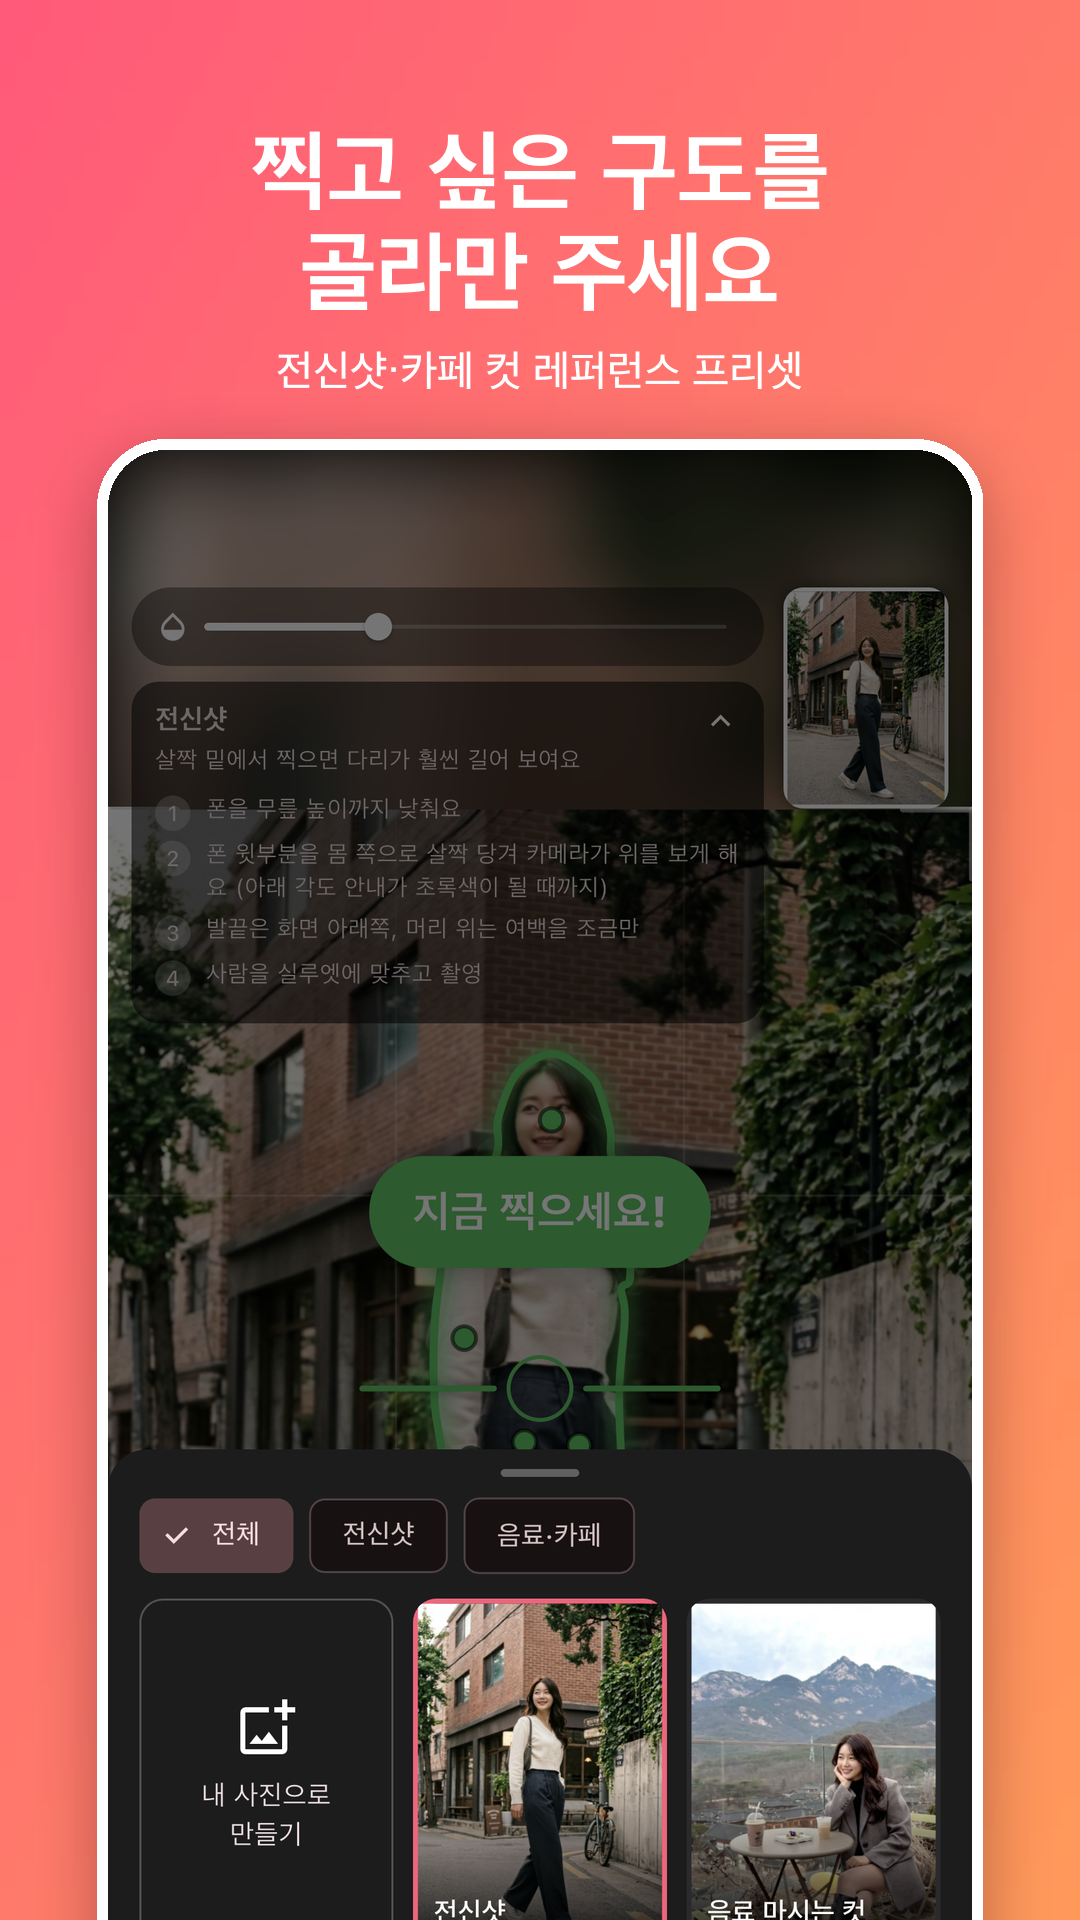 찍고 싶은 구도를
골라만 주세요
전신샷·카페 컷 레퍼런스 프리셋
전신샷
살짝 밑에서 찍으면 다리가 훨씬 길어 보여요
1 폰을 무릎 높이까지 낮춰요
2 폰 윗부분을 몸 쪽으로 살짝 당겨 카메라가 위를 보게 해
요 (아래 각도 안내가 초록색이 될 때까지)
3 발끝은 화면 아래쪽, 머리 위는 여백을 조금만
4 사람을 실루엣에 맞추고 촬영
지금 찍으세요!
전체
전신샷
음료·카페
내 사진으로
만들기
전신샷
음료 마시는 컷